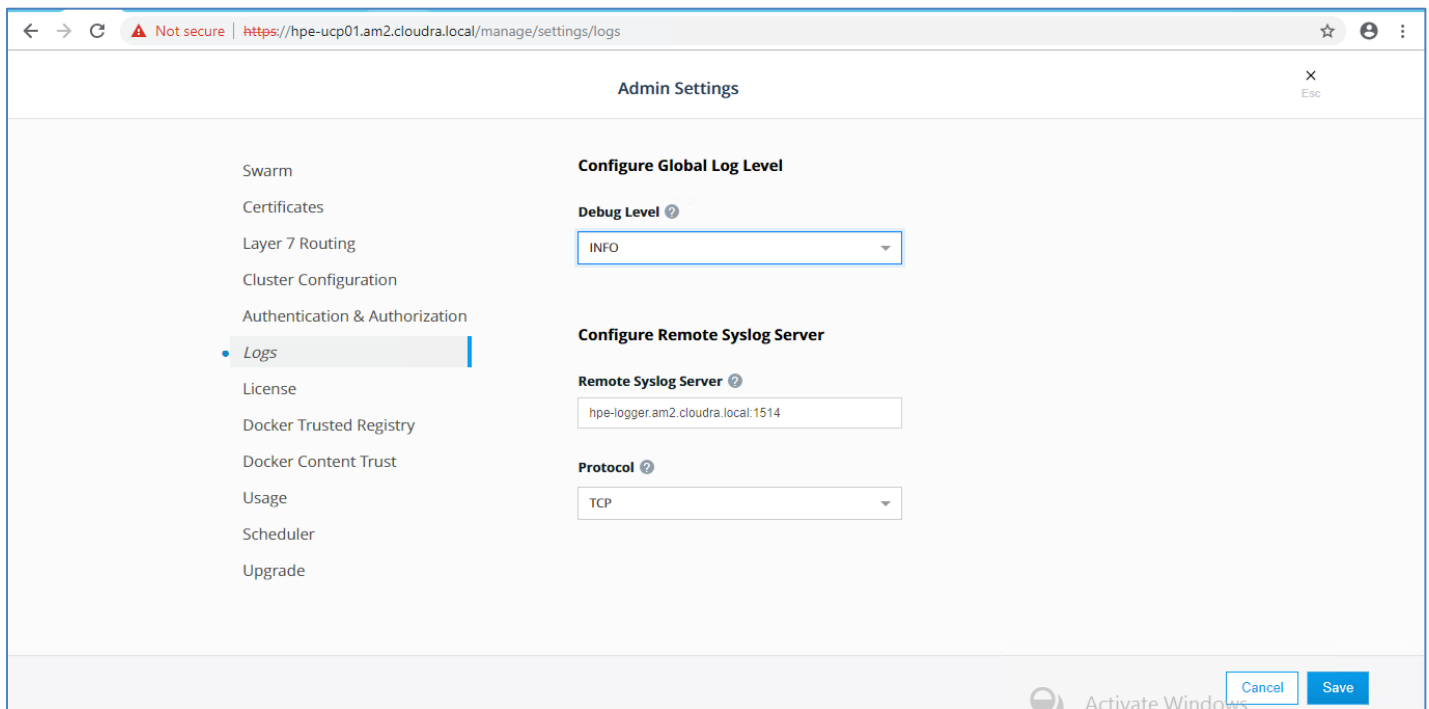 Not secure | https://hpe-ucp01.am2.cloudra.local/manage/settings/logs
Admin Settings
×
Esc
Swarm
Certificates
Layer 7 Routing
Cluster Configuration
Authentication & Authorization
Logs
License
Docker Trusted Registry
Docker Content Trust
Usage
Scheduler
Upgrade
Configure Global Log Level
Debug Level ?
INFO
Configure Remote Syslog Server
Remote Syslog Server ?
hpe-logger.am2.cloudra.local:1514
Protocol ?
TCP
Cancel
Save
Activate Windows